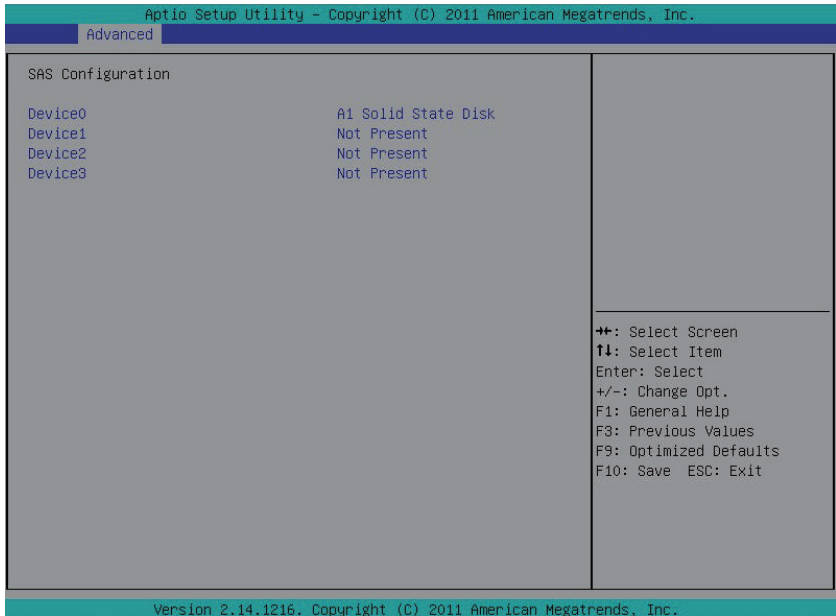 Aptio Setup Utility – Copyright (C) 2011 American Megatrends, Inc.
Advanced
SAS Configuration
Device0 A1 Solid State Disk
Device1 Not Present
Device2 Not Present
Device3 Not Present
→←: Select Screen
↑↓: Select Item
Enter: Select
+/-: Change Opt.
F1: General Help
F3: Previous Values
F9: Optimized Defaults
F10: Save ESC: Exit
Version 2.14.1216. Copyright (C) 2011 American Megatrends, Inc.